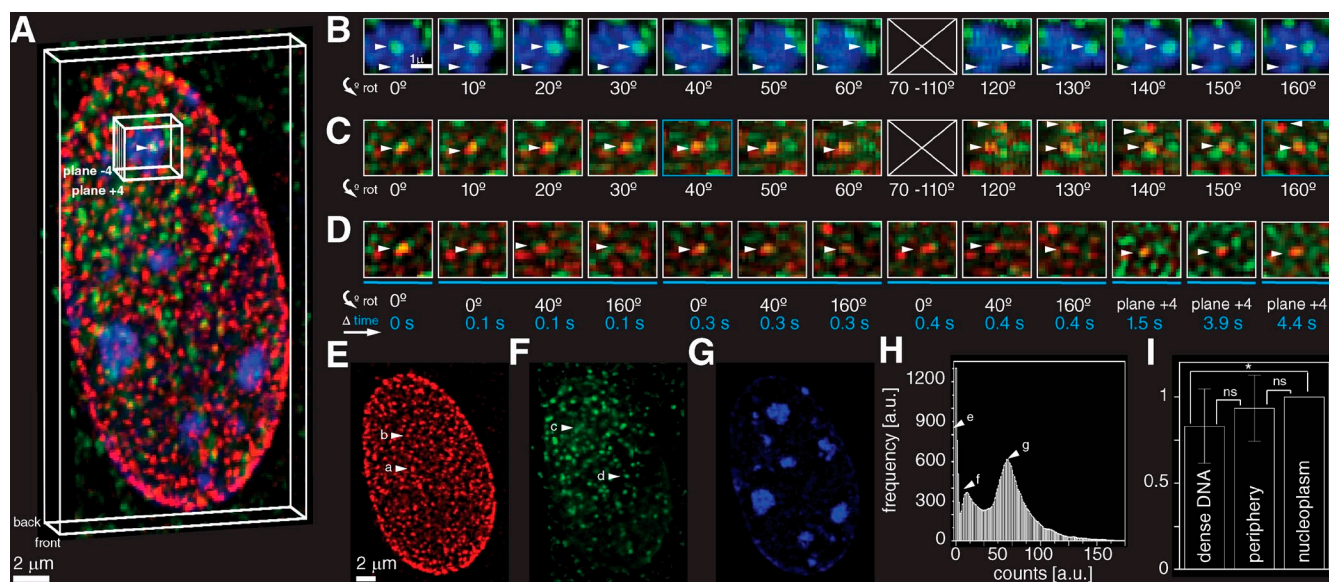 A
plane -4
plane +4
back
front
2 μm
B
1μ
º rot 0º 10º 20º 30º 40º 50º 60º 70 -110º 120º 130º 140º 150º 160º
C
º rot 0º 10º 20º 30º 40º 50º 60º 70 -110º 120º 130º 140º 150º 160º
D
º rot 0º 0º 40º 160º 0º 40º 160º 0º 40º 160º plane +4 plane +4 plane +4
Δ time 0 s 0.1 s 0.1 s 0.1 s 0.3 s 0.3 s 0.3 s 0.4 s 0.4 s 0.4 s 1.5 s 3.9 s 4.4 s
E
b
a
2 μm
F
c
d
G
H
frequency [a.u.]
1200
900
600
300
0
e
f
g
0 50 100 150
counts [a.u.]
I
1
0.5
0
*
ns
ns
dense DNA
periphery
nucleoplasm